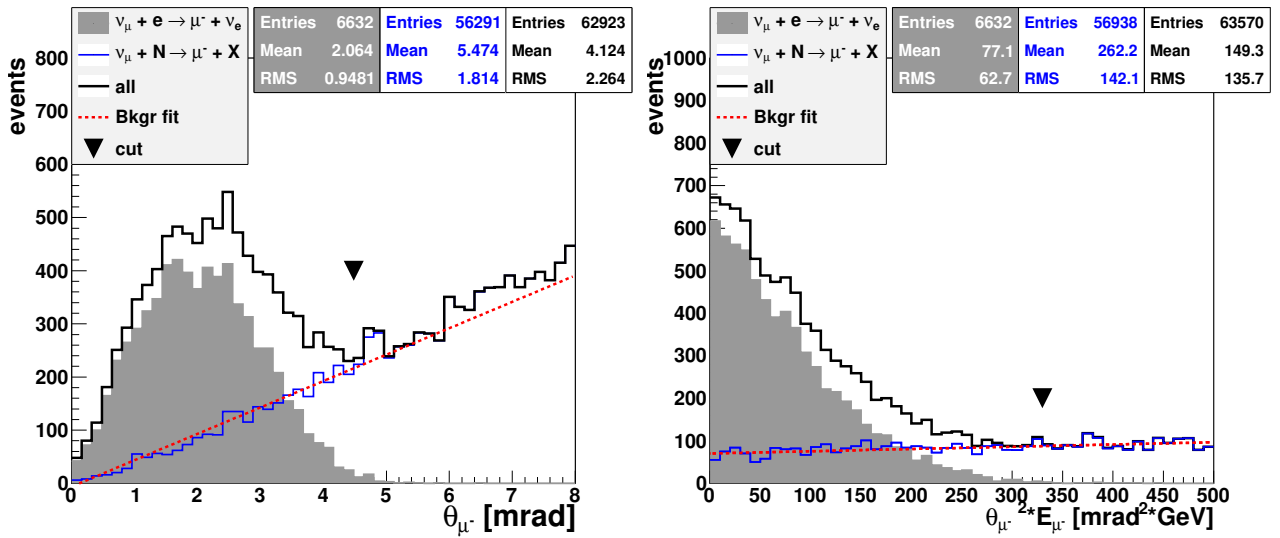 ν_μ + e → μ⁻ + ν_e
ν_μ + N → μ⁻ + X
all
Bkgr fit
cut
Entries 6632
Mean 2.064
RMS 0.9481
Entries 56291
Mean 5.474
RMS 1.814
Entries 62923
Mean 4.124
RMS 2.264
events
800
700
600
500
400
300
200
100
0
0 1 2 3 4 5 6 7 8
θ_μ⁻ [mrad]
ν_μ + e → μ⁻ + ν_e
ν_μ + N → μ⁻ + X
all
Bkgr fit
cut
Entries 6632
Mean 77.1
RMS 62.7
Entries 56938
Mean 262.2
RMS 142.1
Entries 63570
Mean 149.3
RMS 135.7
events
1000
900
800
700
600
500
400
300
200
100
0
0 50 100 150 200 250 300 350 400 450 500
θ_μ⁻ ²*E_μ⁻ [mrad²*GeV]